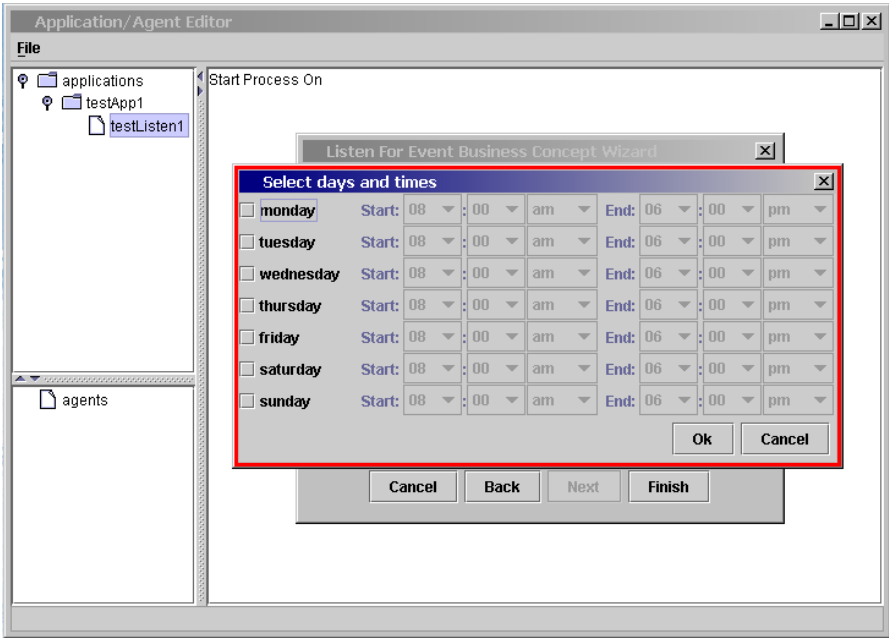 Application/Agent Editor
File
applications
testApp1
testListen1
agents
Start Process On
Listen For Event Business Concept Wizard
Select days and times
monday Start: 08 : 00 am End: 06 : 00 pm
tuesday Start: 08 : 00 am End: 06 : 00 pm
wednesday Start: 08 : 00 am End: 06 : 00 pm
thursday Start: 08 : 00 am End: 06 : 00 pm
friday Start: 08 : 00 am End: 06 : 00 pm
saturday Start: 08 : 00 am End: 06 : 00 pm
sunday Start: 08 : 00 am End: 06 : 00 pm
Ok Cancel
Cancel Back Next Finish